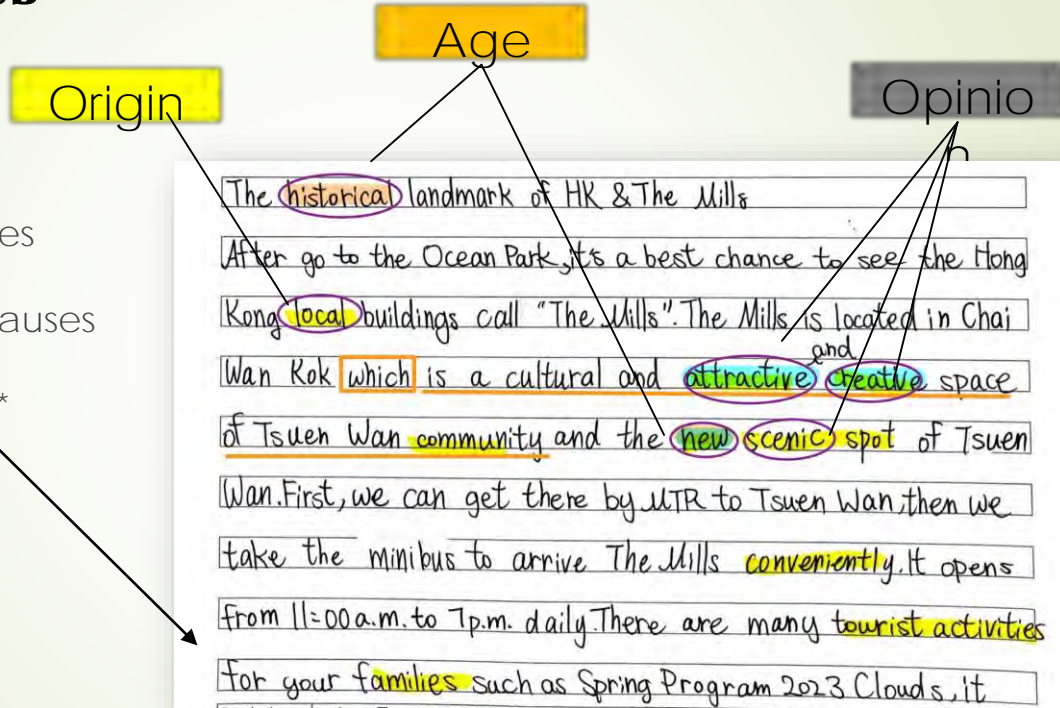 Age
Origin
Opinio
n
es
auses
*
The historical landmark of HK & The Mills
After go to the Ocean Park, it's a best chance to see the Hong
Kong local buildings call "The Mills". The Mills is located in Chai
and
Wan Kok which is a cultural and attractive creative space
of Tsuen Wan community and the new scenic spot of Tsuen
Wan. First, we can get there by MTR to Tsuen Wan, then we
take the minibus to arrive The Mills conveniently. It opens
from 11:00 a.m. to 7p.m. daily. There are many tourist activities
for your families such as Spring Program 2023 Clouds, it